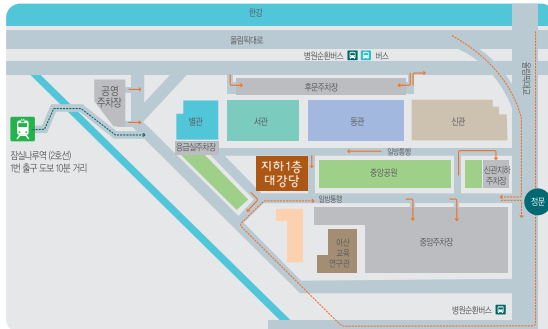 한강
올림픽대로
병원순환버스 버스
올림픽대교
공영
주차장
후문주차장
별관
서관
동관
신관
응급실주차장
잠실나루역 (2호선)
1번 출구 도보 10분 거리
지하1층
대강당
일방통행
중앙공원
신관지하
주차장
일방통행
정문
아산
교육
연구관
중앙주차장
병원순환버스